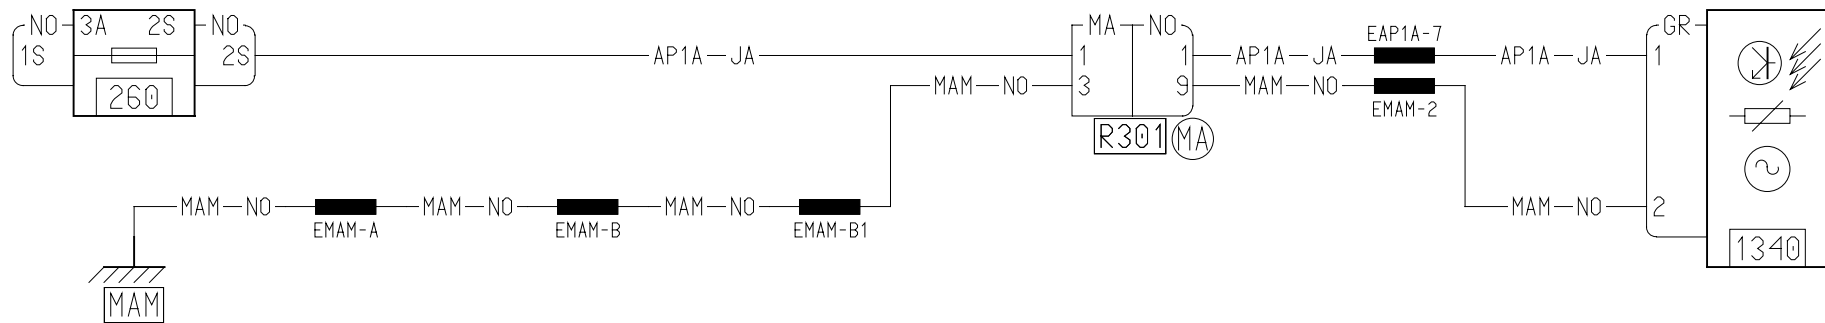 NO 3A 2S NO
1S 2S
260
AP1A JA
MAM NO
MA NO
1 1
3 9
R301 MA
AP1A JA
EAP1A-7
AP1A JA
MAM NO
EMAM-2
MAM NO
GR
1
2
1340
MAM NO
EMAM-A
MAM NO
EMAM-B
MAM NO
EMAM-B1
MAM